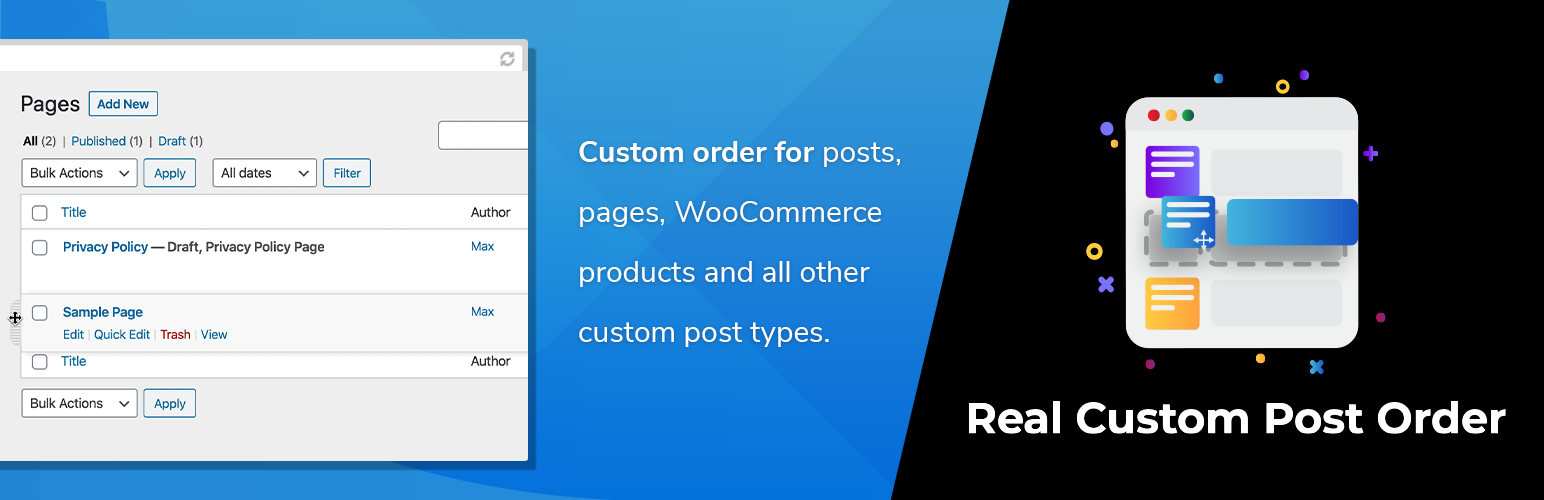 Pages Add New
All (2) | Published (1) | Draft (1)
Bulk Actions Apply All dates Filter
Title Author
Privacy Policy — Draft, Privacy Policy Page Max
Sample Page Max
Edit | Quick Edit | Trash | View
Title Author
Bulk Actions Apply
Custom order for posts,
pages, WooCommerce
products and all other
custom post types.
Real Custom Post Order